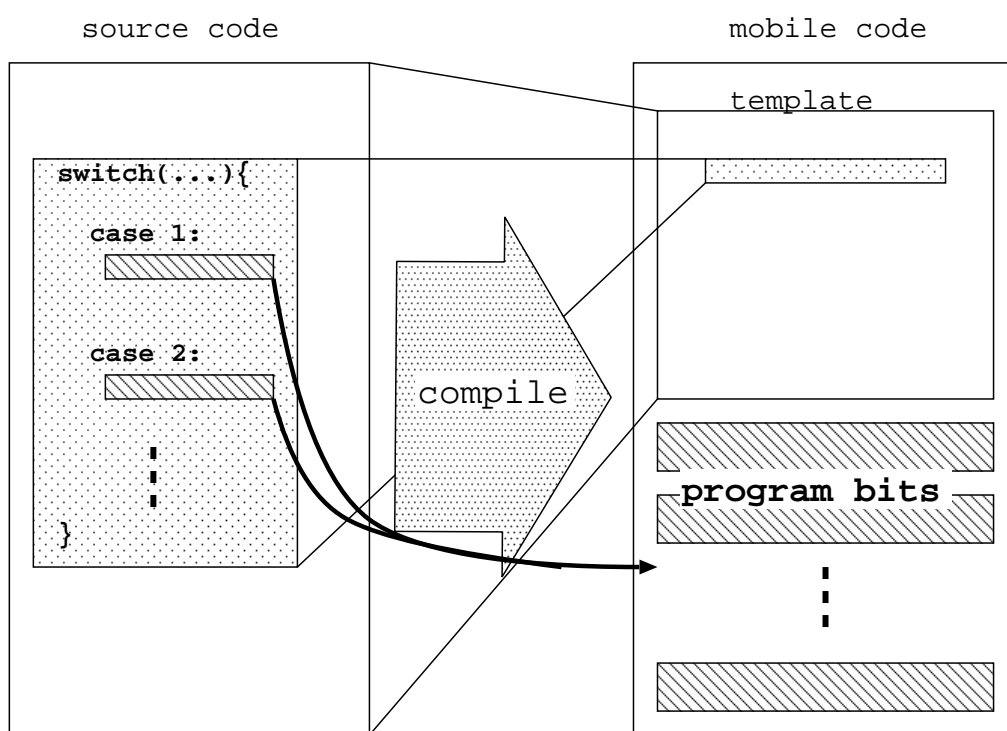 source code
mobile code
template
switch(...){
case 1:
case 2:
}
compile
program bits